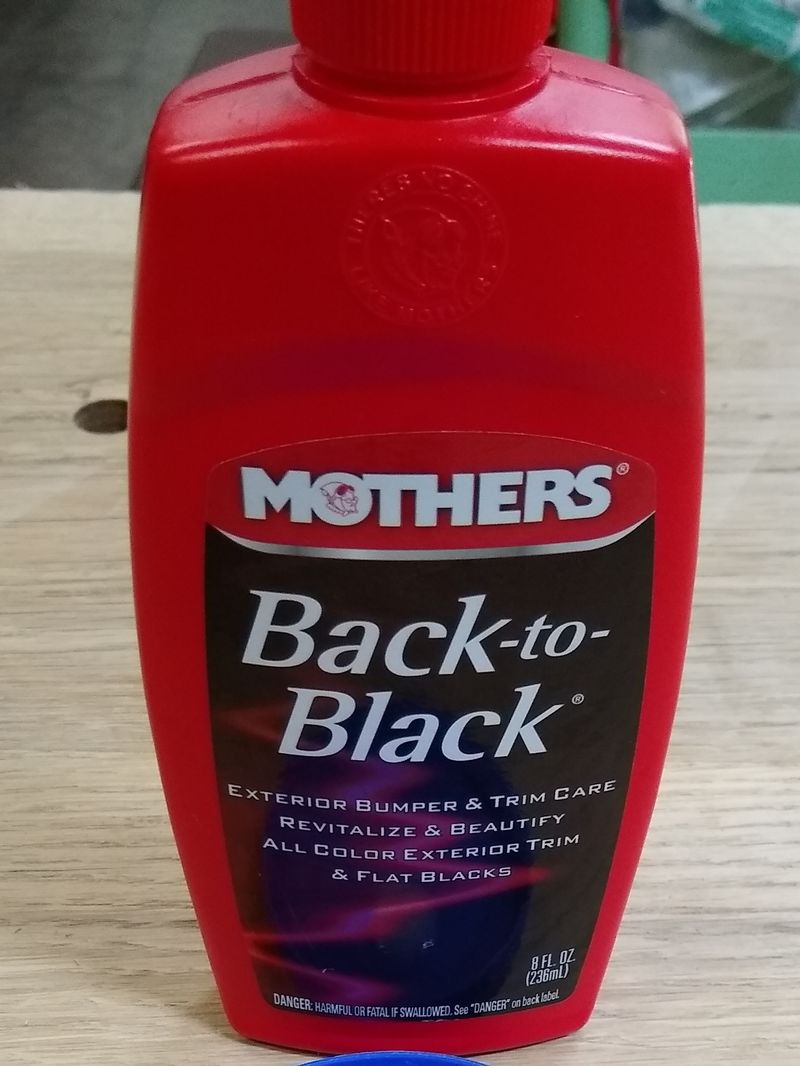 MOTHERS®
Back-to-
Black®
EXTERIOR BUMPER & TRIM CARE
REVITALIZE & BEAUTIFY
ALL COLOR EXTERIOR TRIM
& FLAT BLACKS
8 FL. OZ.
(236mL)
DANGER: HARMFUL OR FATAL IF SWALLOWED. See "DANGER" on back label.